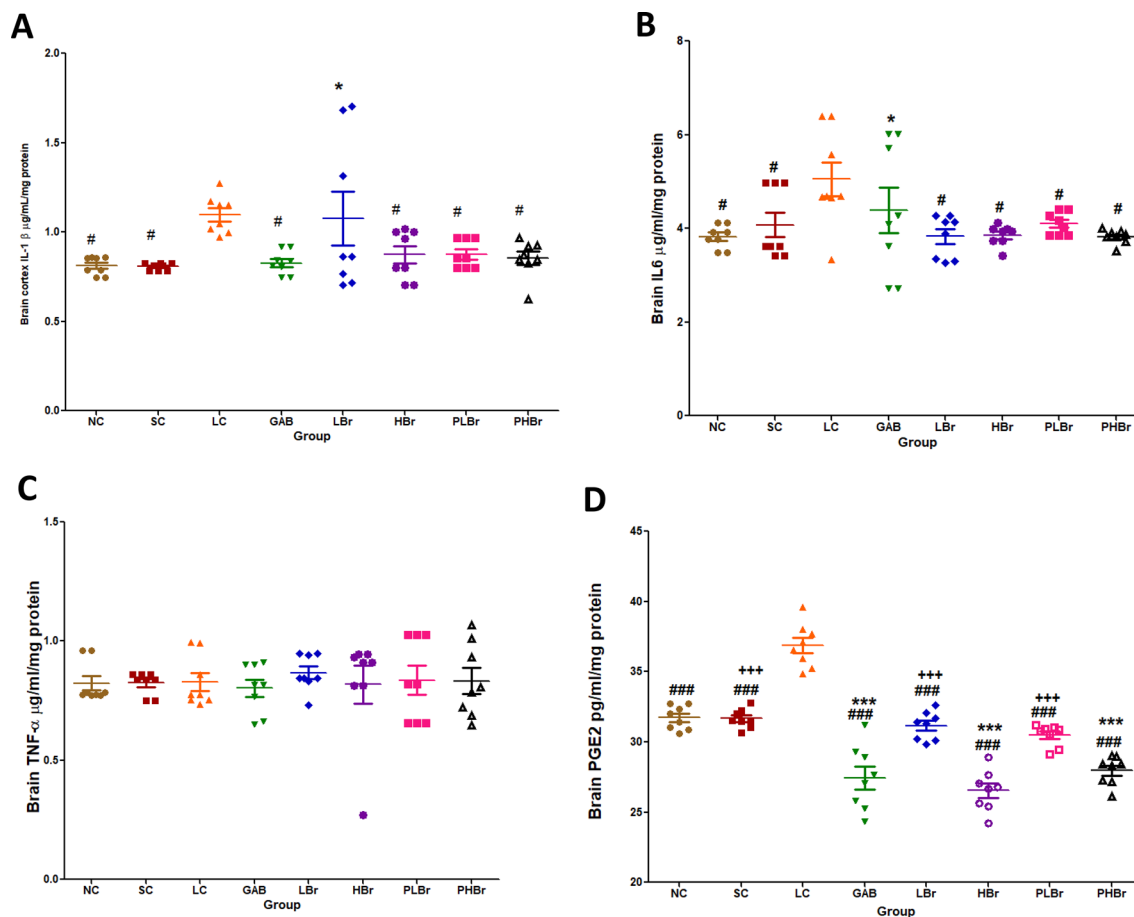 A
Brain cortex IL-1 β μg/mL/mg protein
2.0
1.5
1.0
0.5
0.0
# # # * # # #
NC SC LC GAB LBr HBr PLBr PHBr
Group
B
Brain IL6 μg/ml/mg protein
8
6
4
2
0
# # * # # # #
NC SC LC GAB LBr HBr PLBr PHBr
Group
C
Brain TNF-α μg/ml/mg protein
1.5
1.0
0.5
0.0
NC SC LC GAB LBr HBr PLBr PHBr
Group
D
Brain PGE2 pg/ml/mg protein
45
40
35
30
25
20
+++ *** +++ *** +++ ***
### ### ### ### ### ### ###
NC SC LC GAB LBr HBr PLBr PHBr
Group